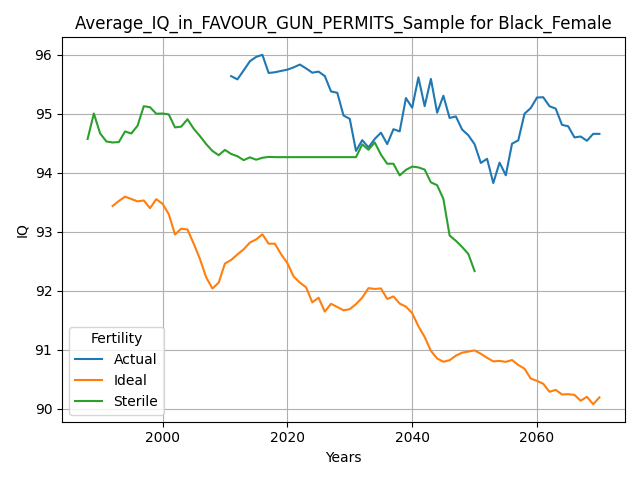 Average_IQ_in_FAVOUR_GUN_PERMITS_Sample for Black_Female
96
95
94
93
92
91
90
IQ
Fertility
Actual
Ideal
Sterile
2000 2020 2040 2060
Years